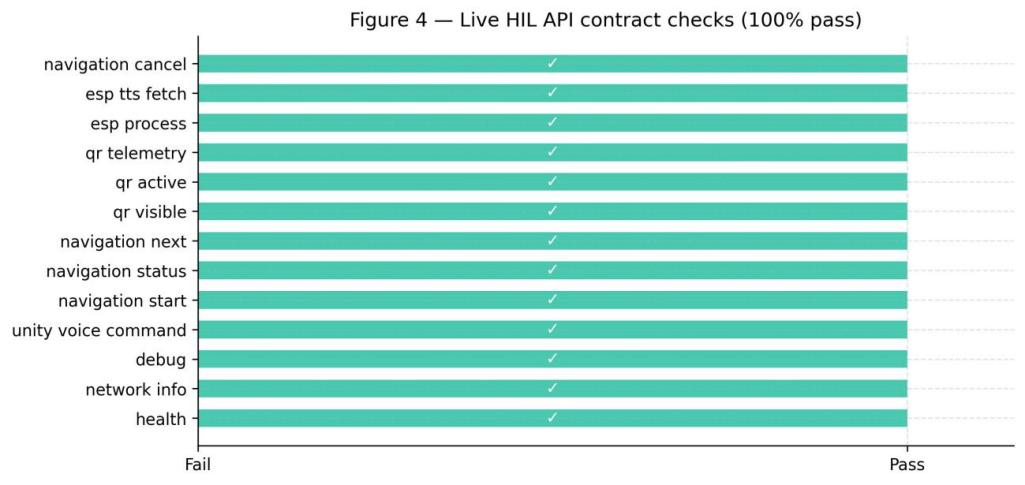 Figure 4 — Live HIL API contract checks (100% pass)
navigation cancel ✓
esp tts fetch ✓
esp process ✓
qr telemetry ✓
qr active ✓
qr visible ✓
navigation next ✓
navigation status ✓
navigation start ✓
unity voice command ✓
debug ✓
network info ✓
health ✓
Fail Pass